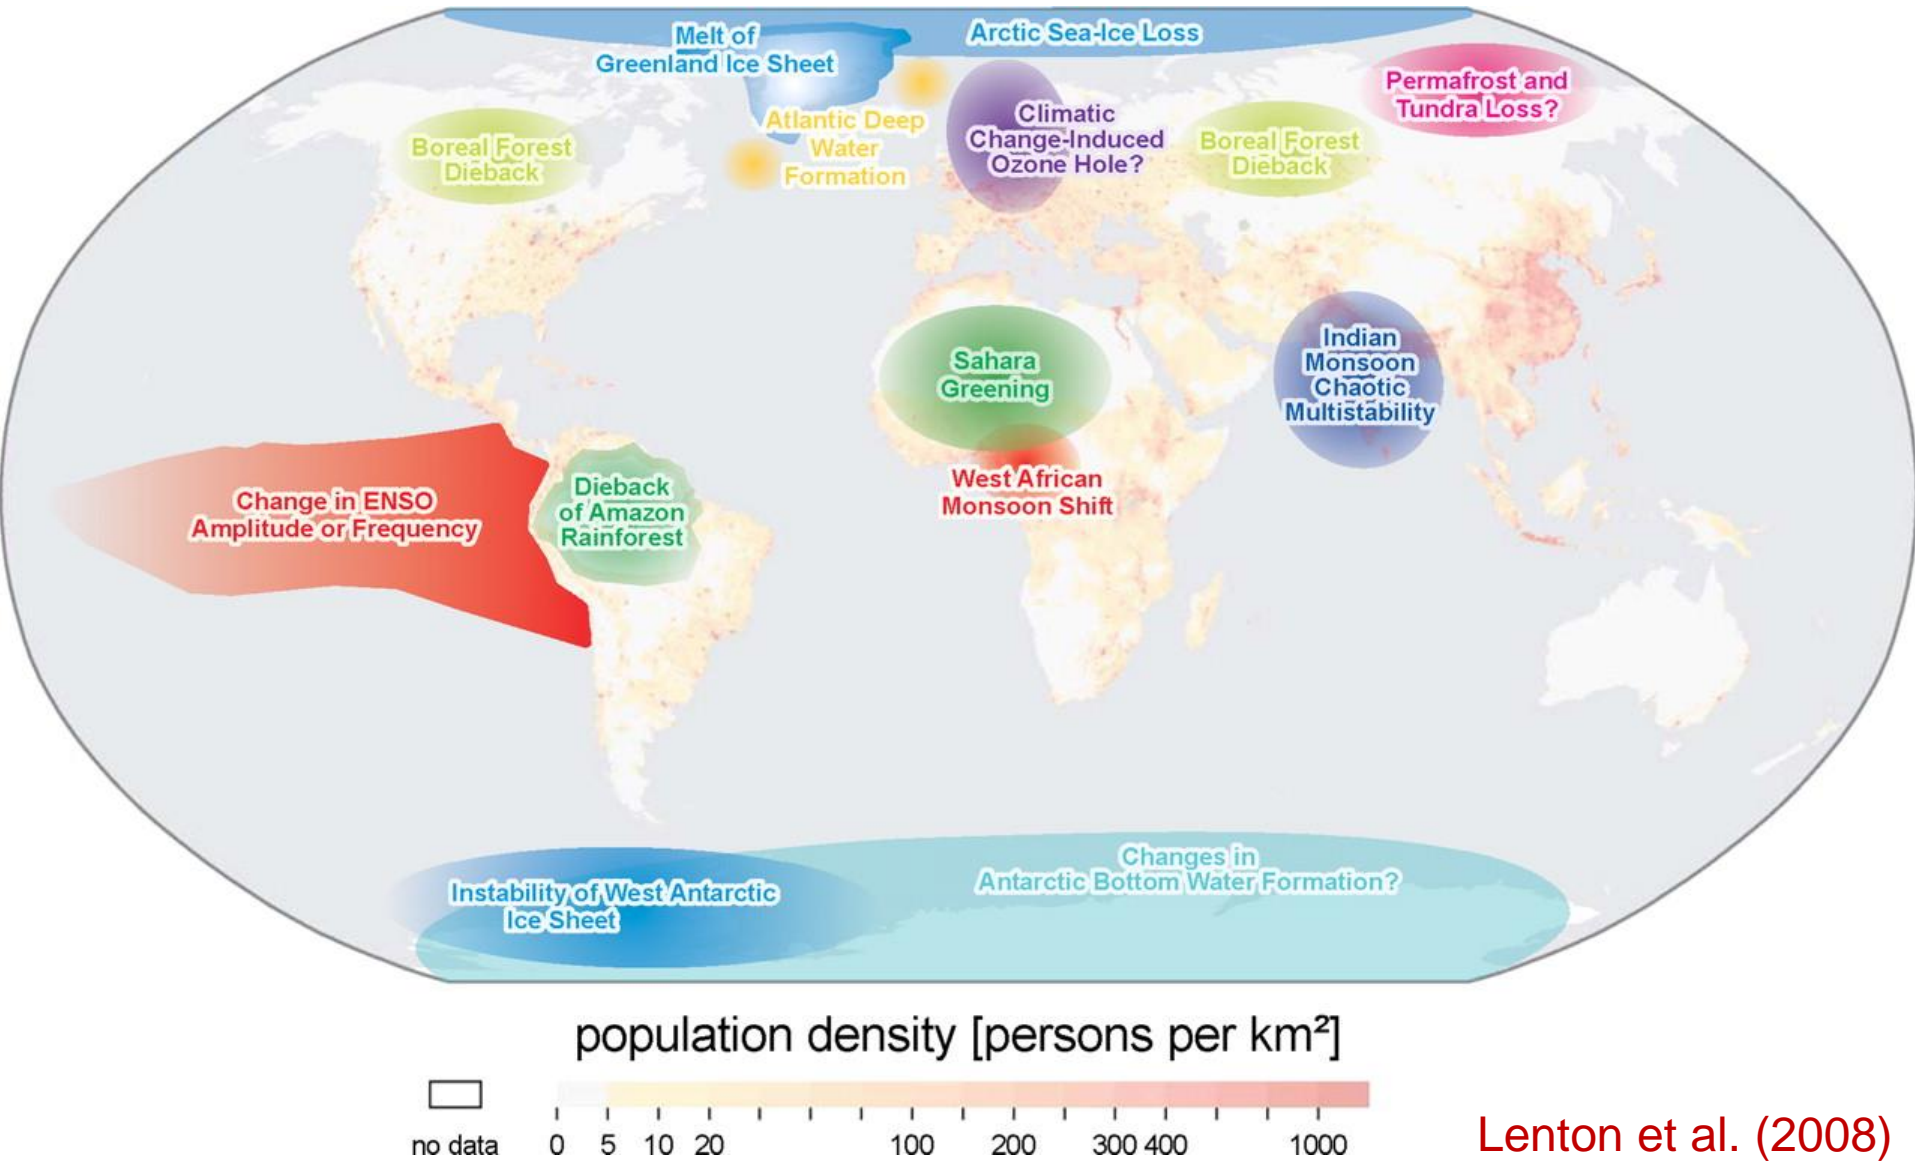 Melt of
Greenland Ice Sheet
Arctic Sea-Ice Loss
Permafrost and
Tundra Loss?
Atlantic Deep
Water
Formation
Climatic
Change-Induced
Ozone Hole?
Boreal Forest
Dieback
Boreal Forest
Dieback
Sahara
Greening
Indian
Monsoon
Chaotic
Multistability
West African
Monsoon Shift
Change in ENSO
Amplitude or Frequency
Dieback
of Amazon
Rainforest
Changes in
Antarctic Bottom Water Formation?
Instability of West Antarctic
Ice Sheet
population density [persons per km²]
no data 0 5 10 20 100 200 300 400 1000
Lenton et al. (2008)